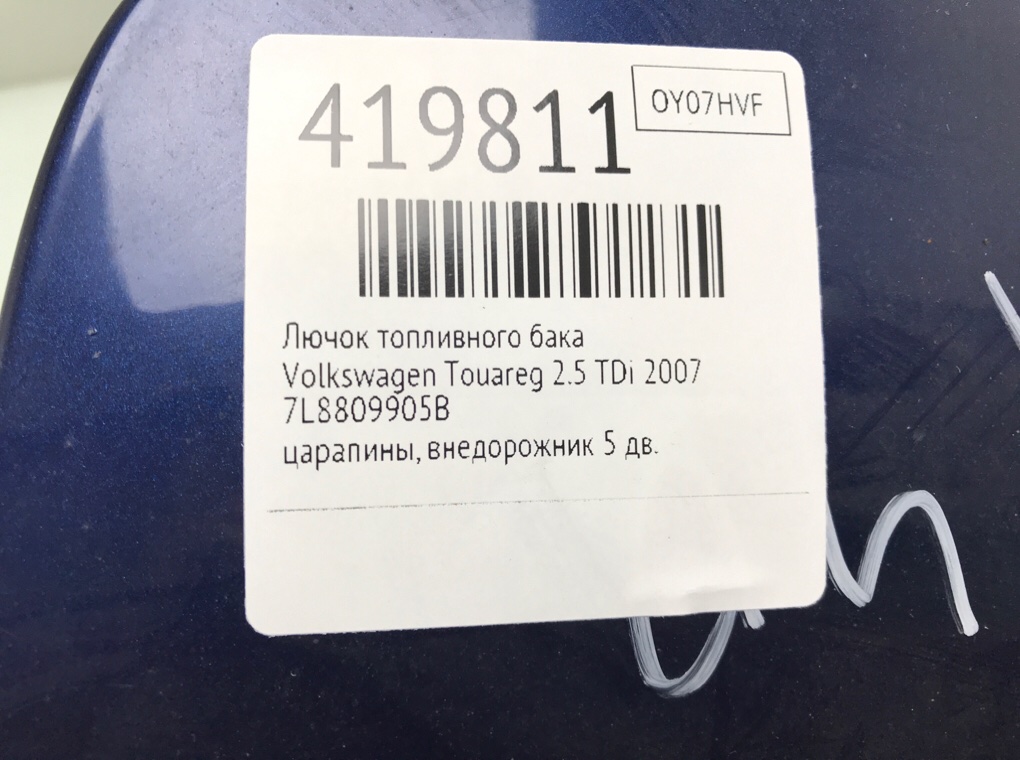 419811
OY07HVF
Лючок топливного бака
Volkswagen Touareg 2.5 TDi 2007
7L8809905B
царапины, внедорожник 5 дв.